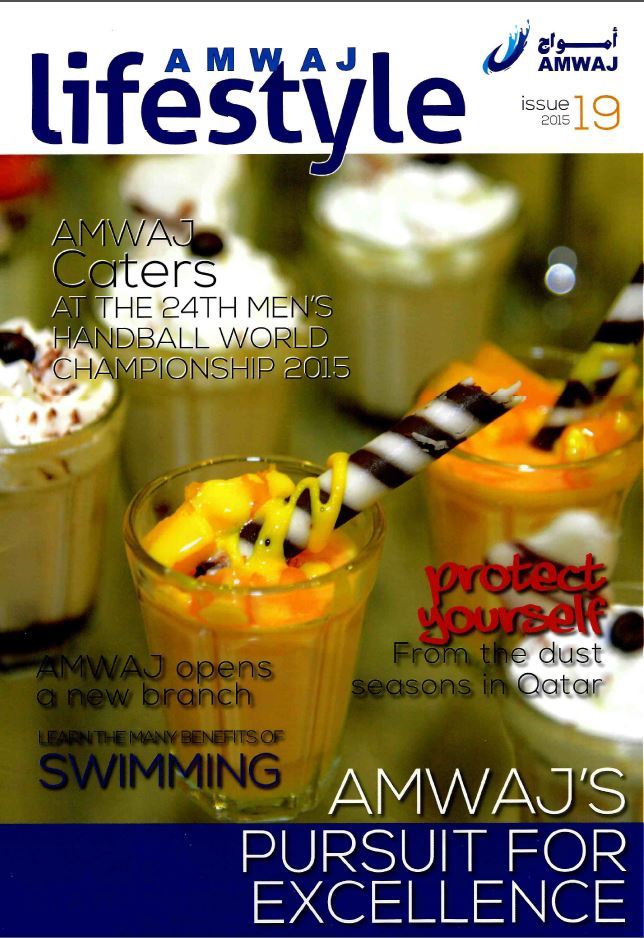 AMWAJ
lifestyle
أمـــواج
AMWAJ
issue
2015
19
AMWAJ
Caters
AT THE 24TH MEN'S
HANDBALL WORLD
CHAMPIONSHIP 2015
protect
yourself
From the dust
seasons in Qatar
AMWAJ opens
a new branch
LEARN THE MANY BENEFITS OF
SWIMMING
AMWAJ'S
PURSUIT FOR
EXCELLENCE